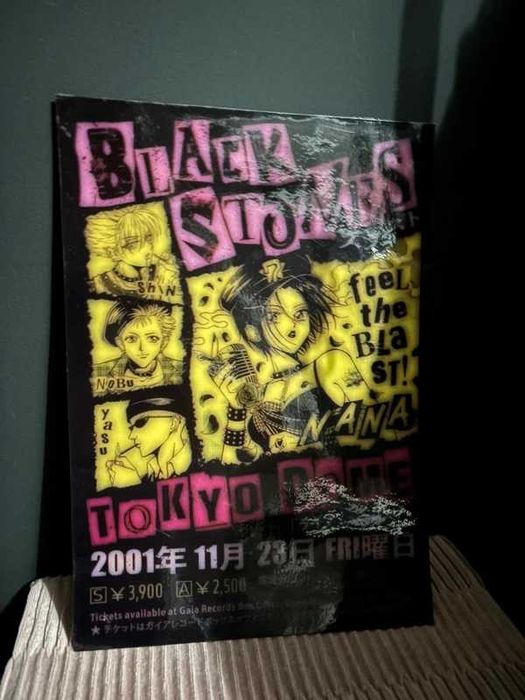 BLACK
STONES
ShiN
NoBu
yasu
feeL
the
BLa
ST!
NANA
TOKYO DOME
2001年 11月 23日 FRI曜日
S ¥3,900 A ¥2,500
Tickets available at Gaia Records
★チケットはガイアレコード